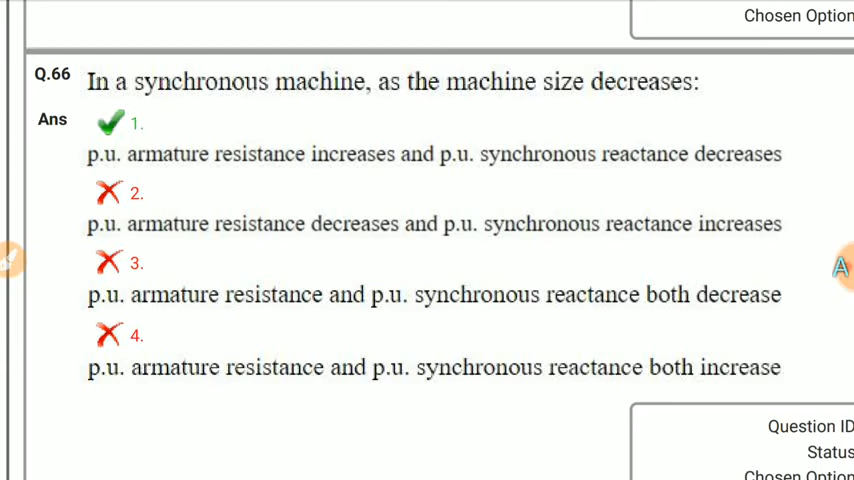 Chosen Option
Q.66 In a synchronous machine, as the machine size decreases:
Ans 1.
p.u. armature resistance increases and p.u. synchronous reactance decreases
2.
p.u. armature resistance decreases and p.u. synchronous reactance increases
3.
A
p.u. armature resistance and p.u. synchronous reactance both decrease
4.
p.u. armature resistance and p.u. synchronous reactance both increase
Question ID
Status
Chosen Option